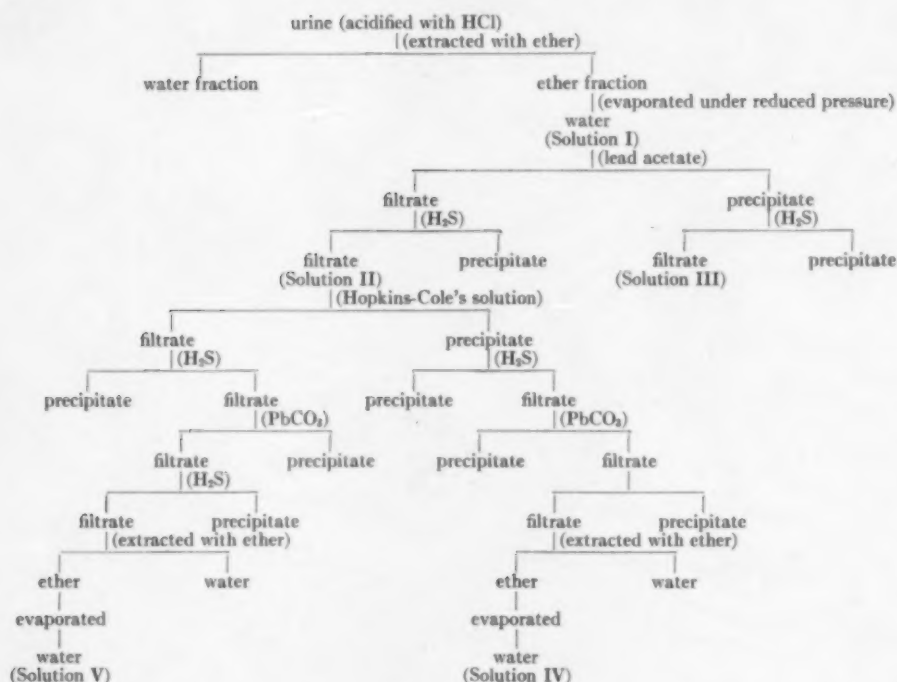 urine (acidified with HCl)
(extracted with ether)
water fraction ether fraction
(evaporated under reduced pressure)
water
(Solution I)
(lead acetate)
filtrate precipitate
(H₂S) (H₂S)
filtrate precipitate filtrate precipitate
(Solution II) (Solution III)
(Hopkins-Cole's solution)
filtrate precipitate
(H₂S) (H₂S)
precipitate filtrate precipitate filtrate
(PbCO₃) (PbCO₃)
filtrate precipitate precipitate filtrate
(H₂S)
filtrate precipitate filtrate precipitate
(extracted with ether) (extracted with ether)
ether water ether water
evaporated evaporated
water water
(Solution V) (Solution IV)